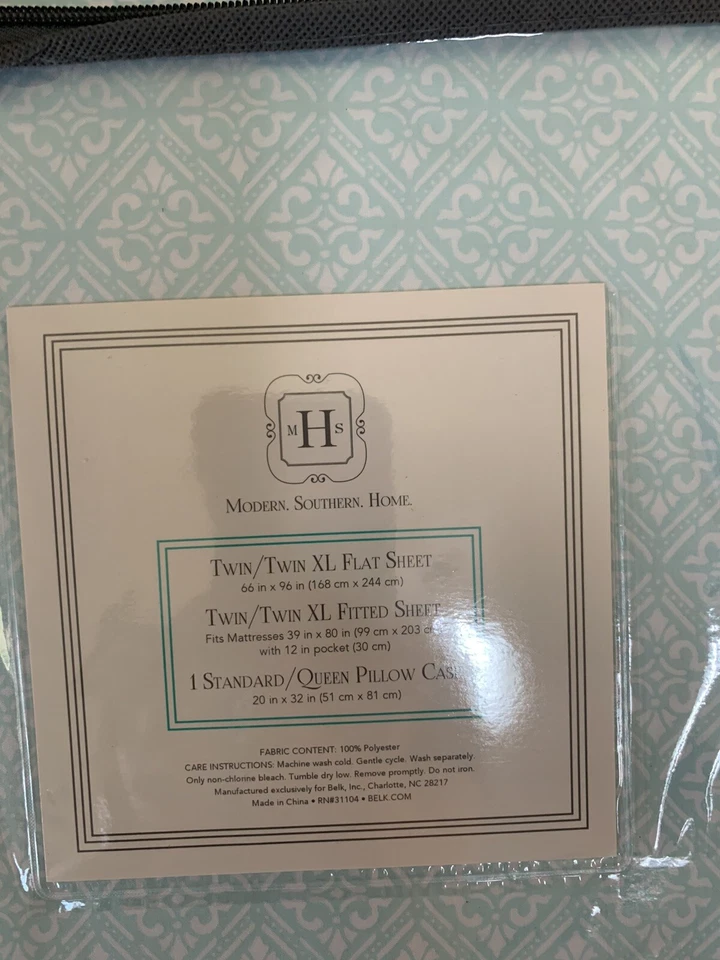 M H S
MODERN. SOUTHERN. HOME.
TWIN/TWIN XL FLAT SHEET
66 in x 96 in (168 cm x 244 cm)
TWIN/TWIN XL FITTED SHEET
Fits Mattresses 39 in x 80 in (99 cm x 203
with 12 in pocket (30 cm)
1 STANDARD/QUEEN PILLOW
20 in x 32 in (51 cm x 81 cm)
FABRIC CONTENT: 100% Polyester
CARE INSTRUCTIONS: Machine wash cold. Gentle cycle. Wash separately.
Only non-chlorine bleach. Tumble dry low. Remove promptly. Do not iron.
Manufactured exclusively for Belk, Inc., Charlotte, NC 28217
Made in China • RN#31104 • BELK.COM